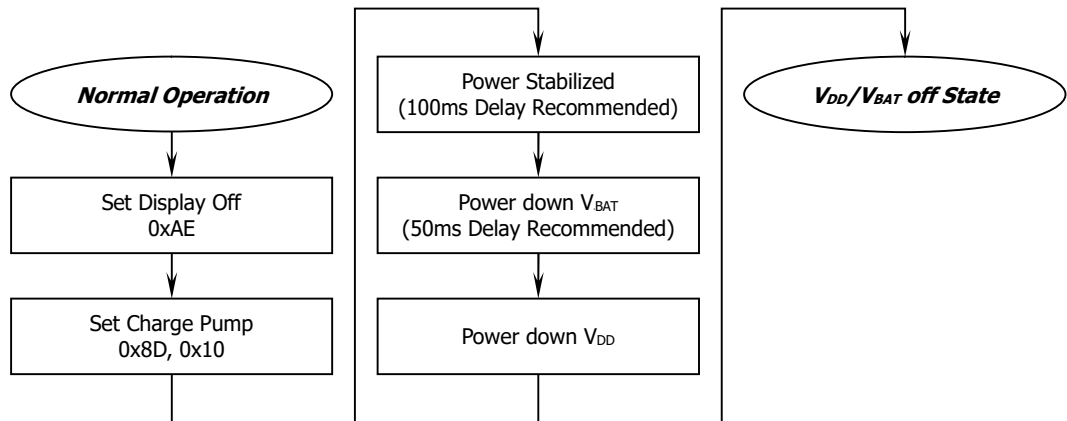 Normal Operation
Set Display Off
0xAE
Set Charge Pump
0x8D, 0x10
Power Stabilized
(100ms Delay Recommended)
Power down VBAT
(50ms Delay Recommended)
Power down VDD
VDD/VBAT off State